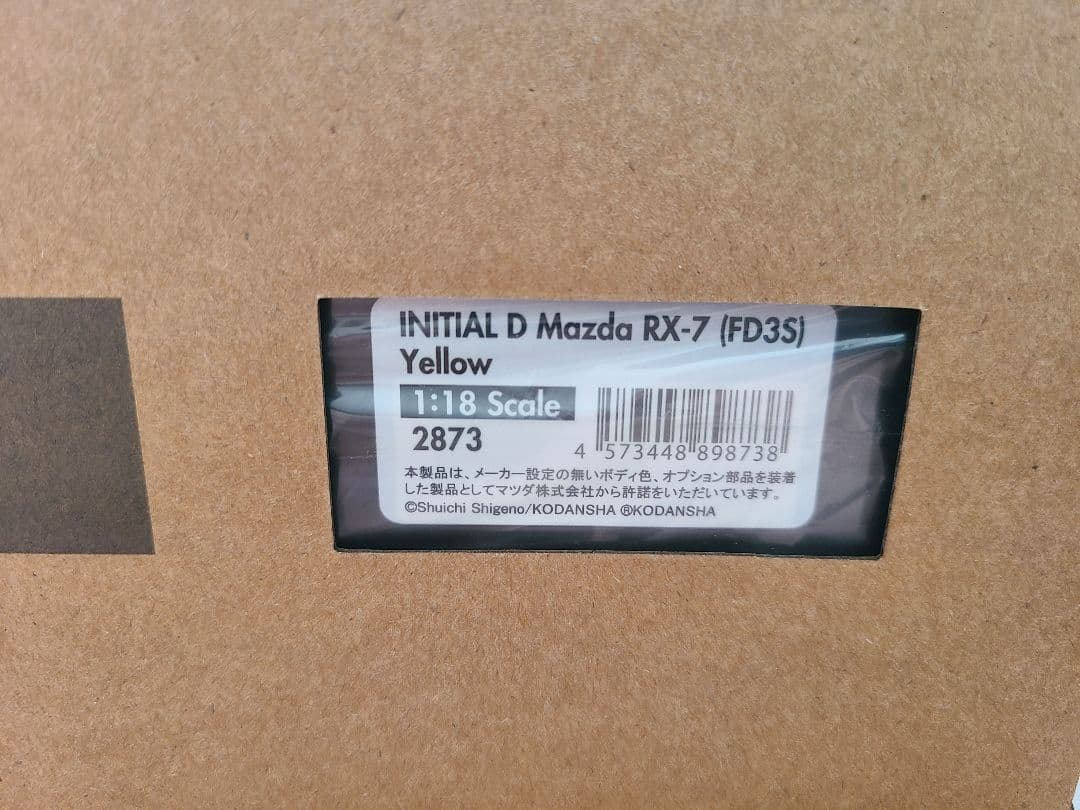 INITIAL D Mazda RX-7 (FD3S)
Yellow
1:18 Scale
2873
4 573448 898738
本製品は、メーカー設定の無いボディ色、オプション部品を装着
した製品としてマツダ株式会社から許諾をいただいています。
©Shuichi Shigeno/KODANSHA ®KODANSHA